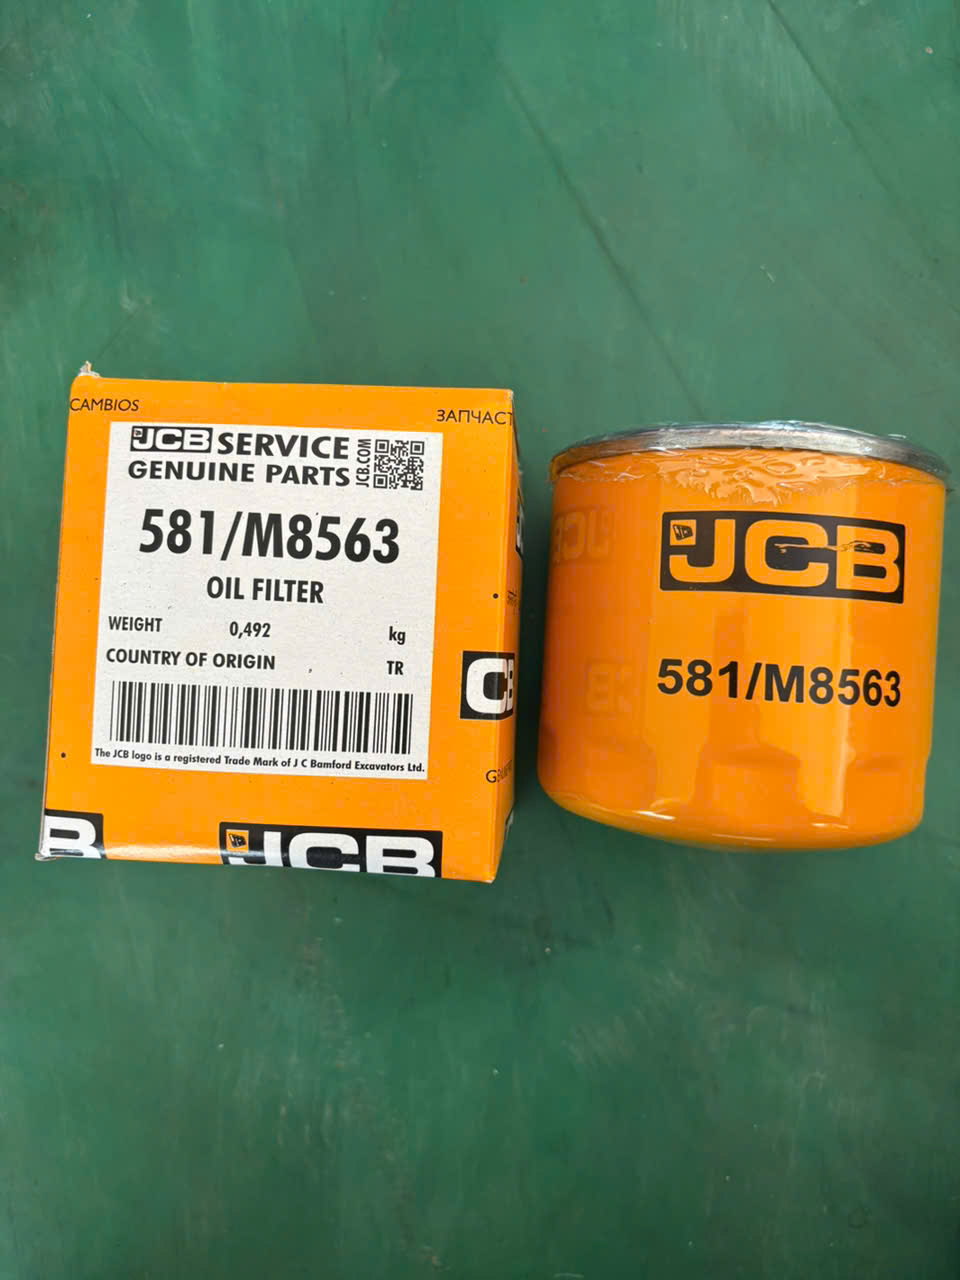 CAMBIOS
ЗАПЧАСТ
JCB SERVICE
GENUINE PARTS
JCB.COM
581/M8563
OIL FILTER
WEIGHT 0,492 kg
COUNTRY OF ORIGIN TR
The JCB logo is a registered Trade Mark of J C Bamford Excavators Ltd.
JCB
JCB
581/M8563